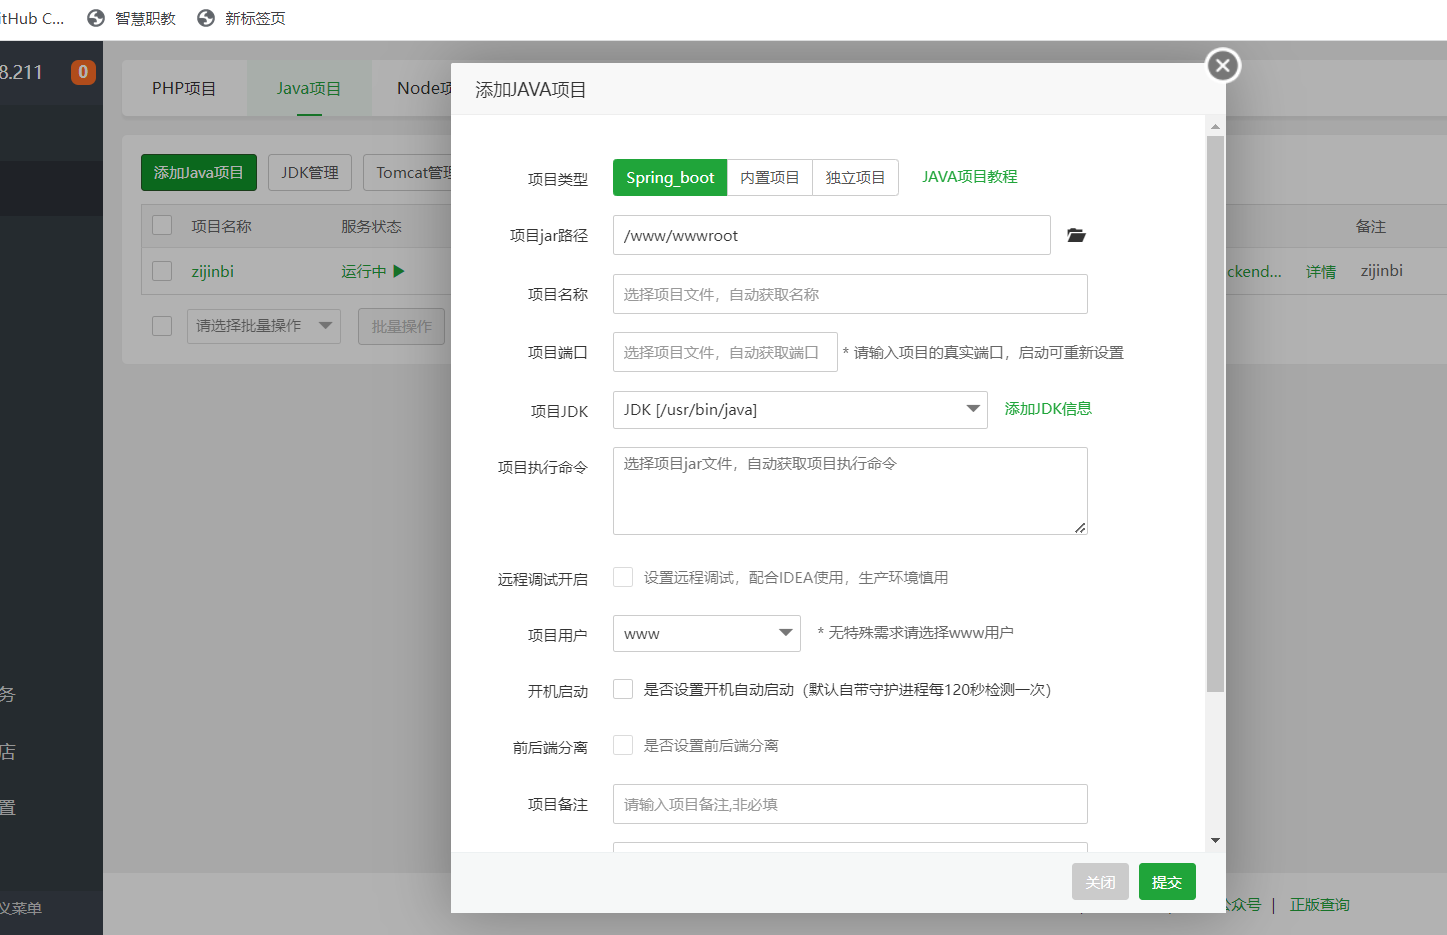 itHub C... 智慧职教 新标签页
8.211 0
PHP项目 Java项目 Node项
添加Java项目 JDK管理 Tomcat管理
项目名称 服务状态 备注
zijinbi 运行中 ckend... 详情 zijinbi
请选择批量操作 批量操作
务
店
置
义菜单
添加JAVA项目
项目类型 Spring_boot 内置项目 独立项目 JAVA项目教程
项目jar路径 /www/wwwroot
项目名称 选择项目文件，自动获取名称
项目端口 选择项目文件，自动获取端口 * 请输入项目的真实端口，启动可重新设置
项目JDK JDK [/usr/bin/java] 添加JDK信息
项目执行命令 选择项目jar文件，自动获取项目执行命令
远程调试开启 设置远程调试，配合IDEA使用，生产环境慎用
项目用户 www * 无特殊需求请选择www用户
开机启动 是否设置开机自动启动（默认自带守护进程每120秒检测一次）
前后端分离 是否设置前后端分离
项目备注 请输入项目备注,非必填
关闭 提交
公众号 | 正版查询